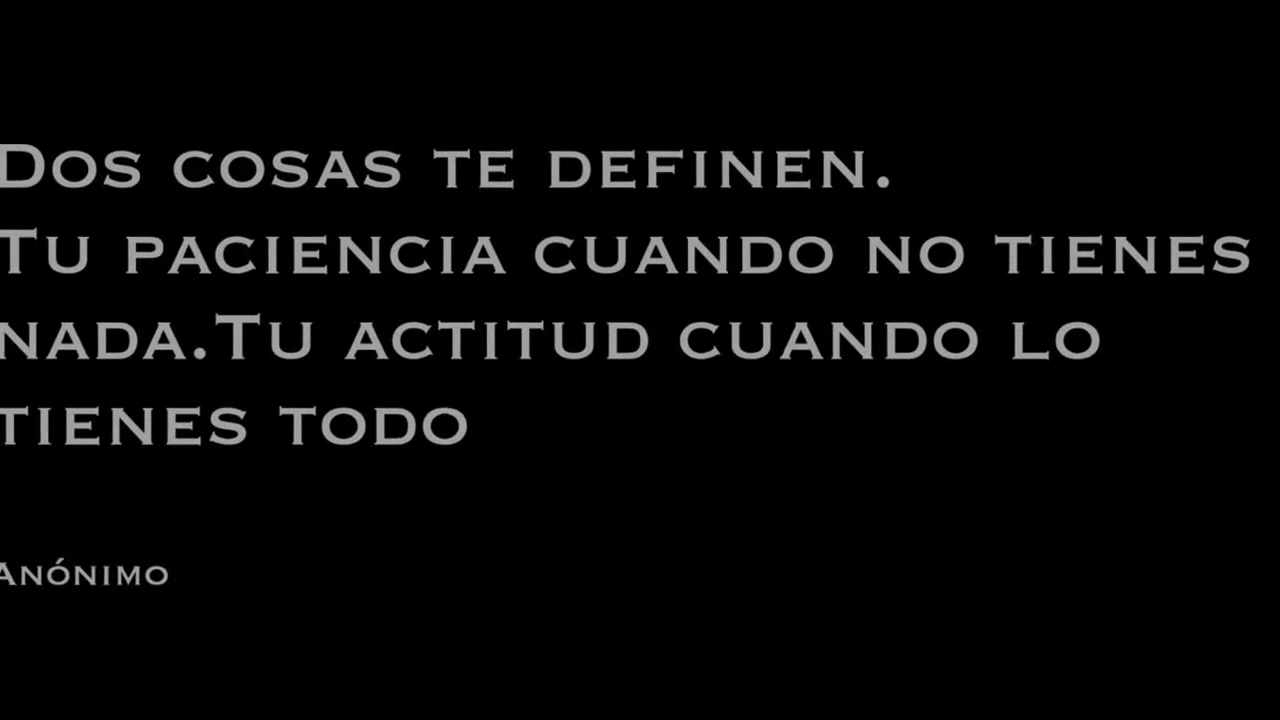 Dos cosas te definen.
Tu paciencia cuando no tienes
nada.Tu actitud cuando lo
tienes todo
Anónimo